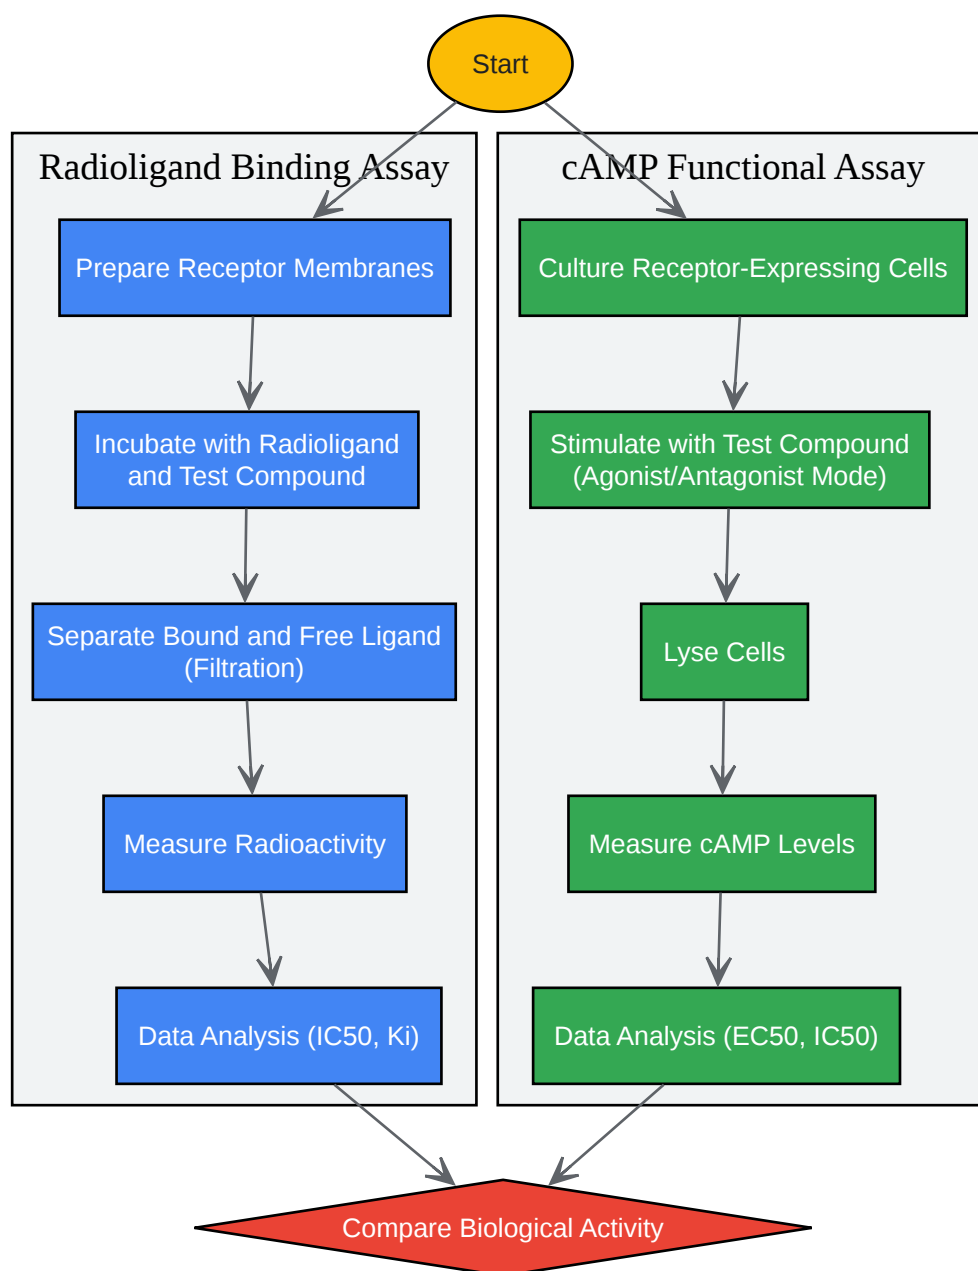 Start
Radioligand Binding Assay
Prepare Receptor Membranes
Incubate with Radioligand
and Test Compound
Separate Bound and Free Ligand
(Filtration)
Measure Radioactivity
Data Analysis (IC50, Ki)
cAMP Functional Assay
Culture Receptor-Expressing Cells
Stimulate with Test Compound
(Agonist/Antagonist Mode)
Lyse Cells
Measure cAMP Levels
Data Analysis (EC50, IC50)
Compare Biological Activity